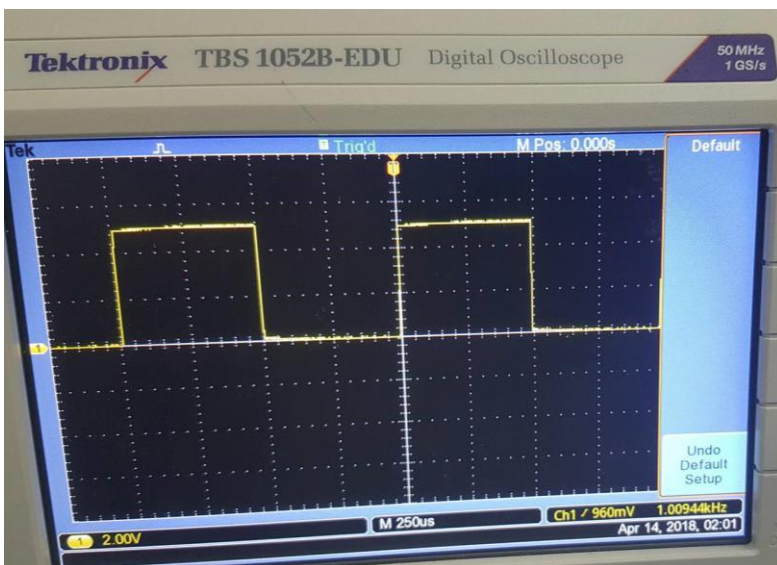 Tektronix TBS 1052B-EDU Digital Oscilloscope 50 MHz
1 GS/s
Tek T Trig'd M Pos: 0.000s Default
T
1
Undo
Default
Setup
1 2.00V M 250us Ch1 / 960mV 1.00944kHz
Apr 14, 2018, 02:01